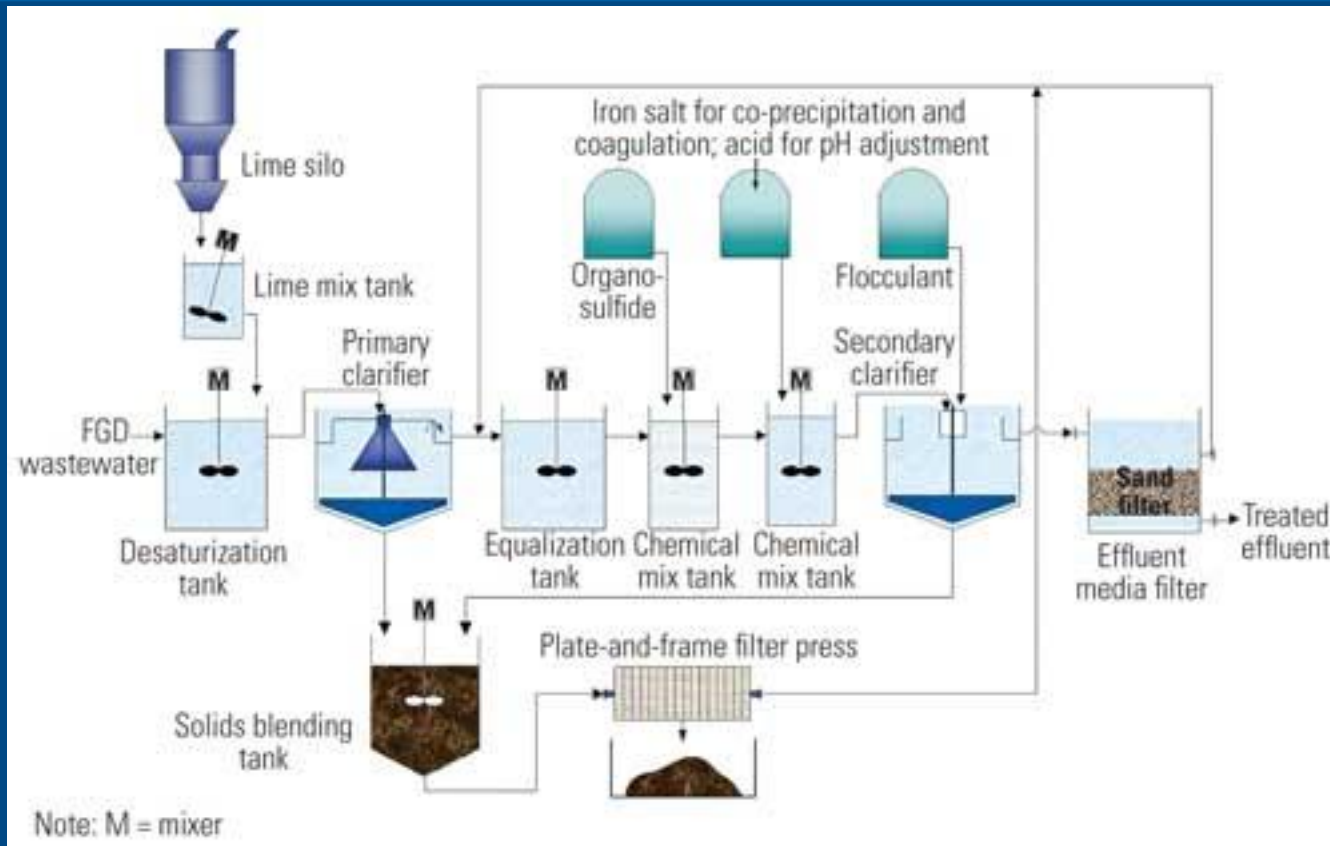 Iron salt for co-precipitation and
coagulation; acid for pH adjustment
Lime silo
M
Lime mix tank
Organo-
sulfide
Flocculant
Primary
clarifier
Secondary
clarifier
M
M
M
M
FGD
wastewater
Sand
filter
Treated
effluent
Desaturization
tank
Equalization
tank
Chemical
mix tank
Chemical
mix tank
Effluent
media filter
M
Plate-and-frame filter press
Solids blending
tank
Note: M = mixer